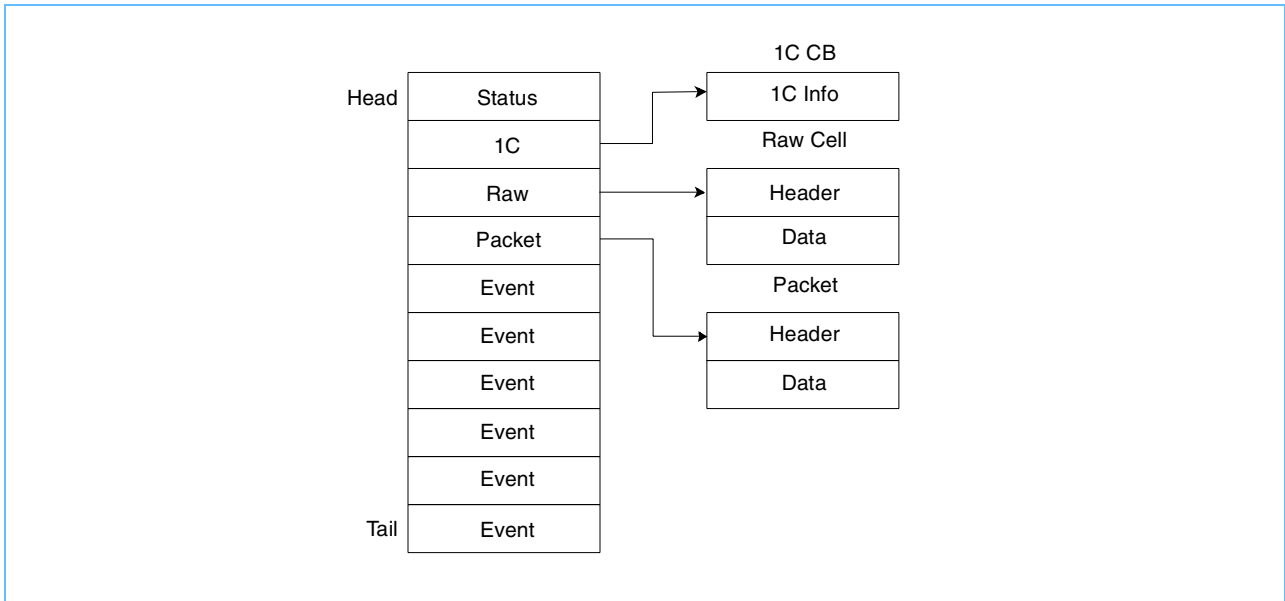 1C CB
Head
Status
1C Info
1C
Raw Cell
Raw
Header
Packet
Data
Event
Packet
Event
Header
Event
Data
Event
Event
Tail
Event